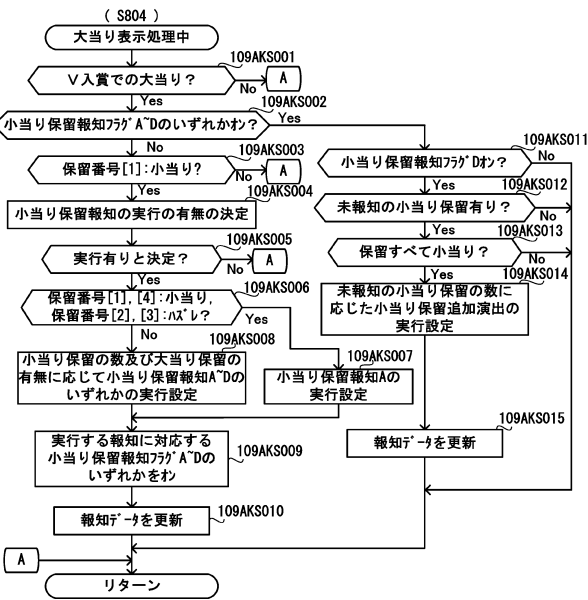 (S804)
大当り表示処理中
109AKS001
V入賞での大当り?
No
A
Yes
109AKS002
小当り保留報知フラグA~Dのいずれかオン?
Yes
No
109AKS003
保留番号[1]:小当り?
No
A
Yes
109AKS004
小当り保留報知の実行の有無の決定
109AKS005
実行有りと決定?
No
A
Yes
109AKS006
保留番号[1],[4]:小当り,
保留番号[2],[3]:ハズレ?
Yes
No
109AKS008
小当り保留の数及び大当り保留の
有無に応じて小当り保留報知A~Dの
いずれかの実行設定
109AKS007
小当り保留報知Aの
実行設定
109AKS009
実行する報知に対応する
小当り保留報知フラグA~Dの
いずれかをオン
109AKS010
報知データを更新
109AKS011
小当り保留報知フラグDオン?
No
Yes
109AKS012
未報知の小当り保留有り?
No
Yes
109AKS013
保留すべて小当り?
No
Yes
109AKS014
未報知の小当り保留の数に
応じた小当り保留追加演出の
実行設定
109AKS015
報知データを更新
A
リターン